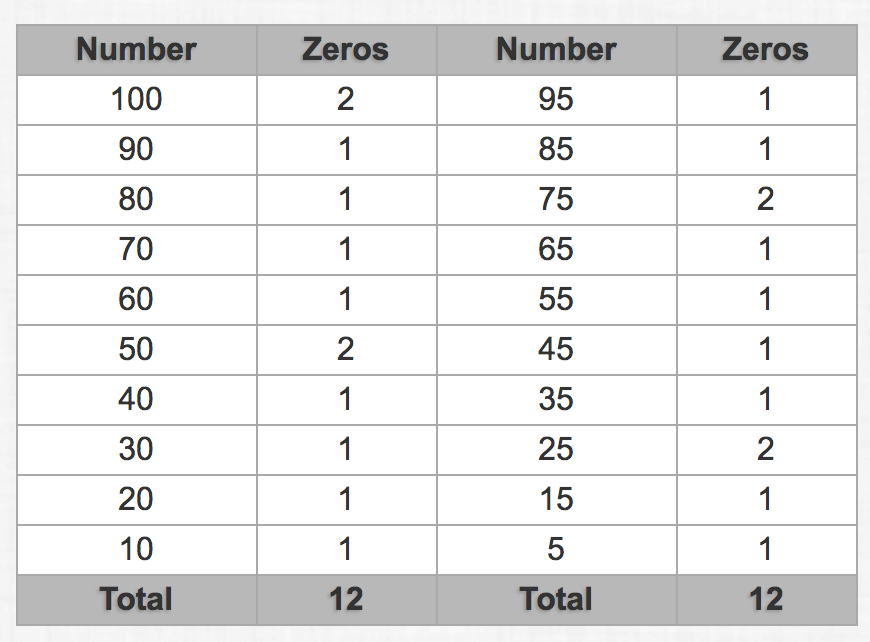 Number Zeros Number Zeros
100 2 95 1
90 1 85 1
80 1 75 2
70 1 65 1
60 1 55 1
50 2 45 1
40 1 35 1
30 1 25 2
20 1 15 1
10 1 5 1
Total 12 Total 12